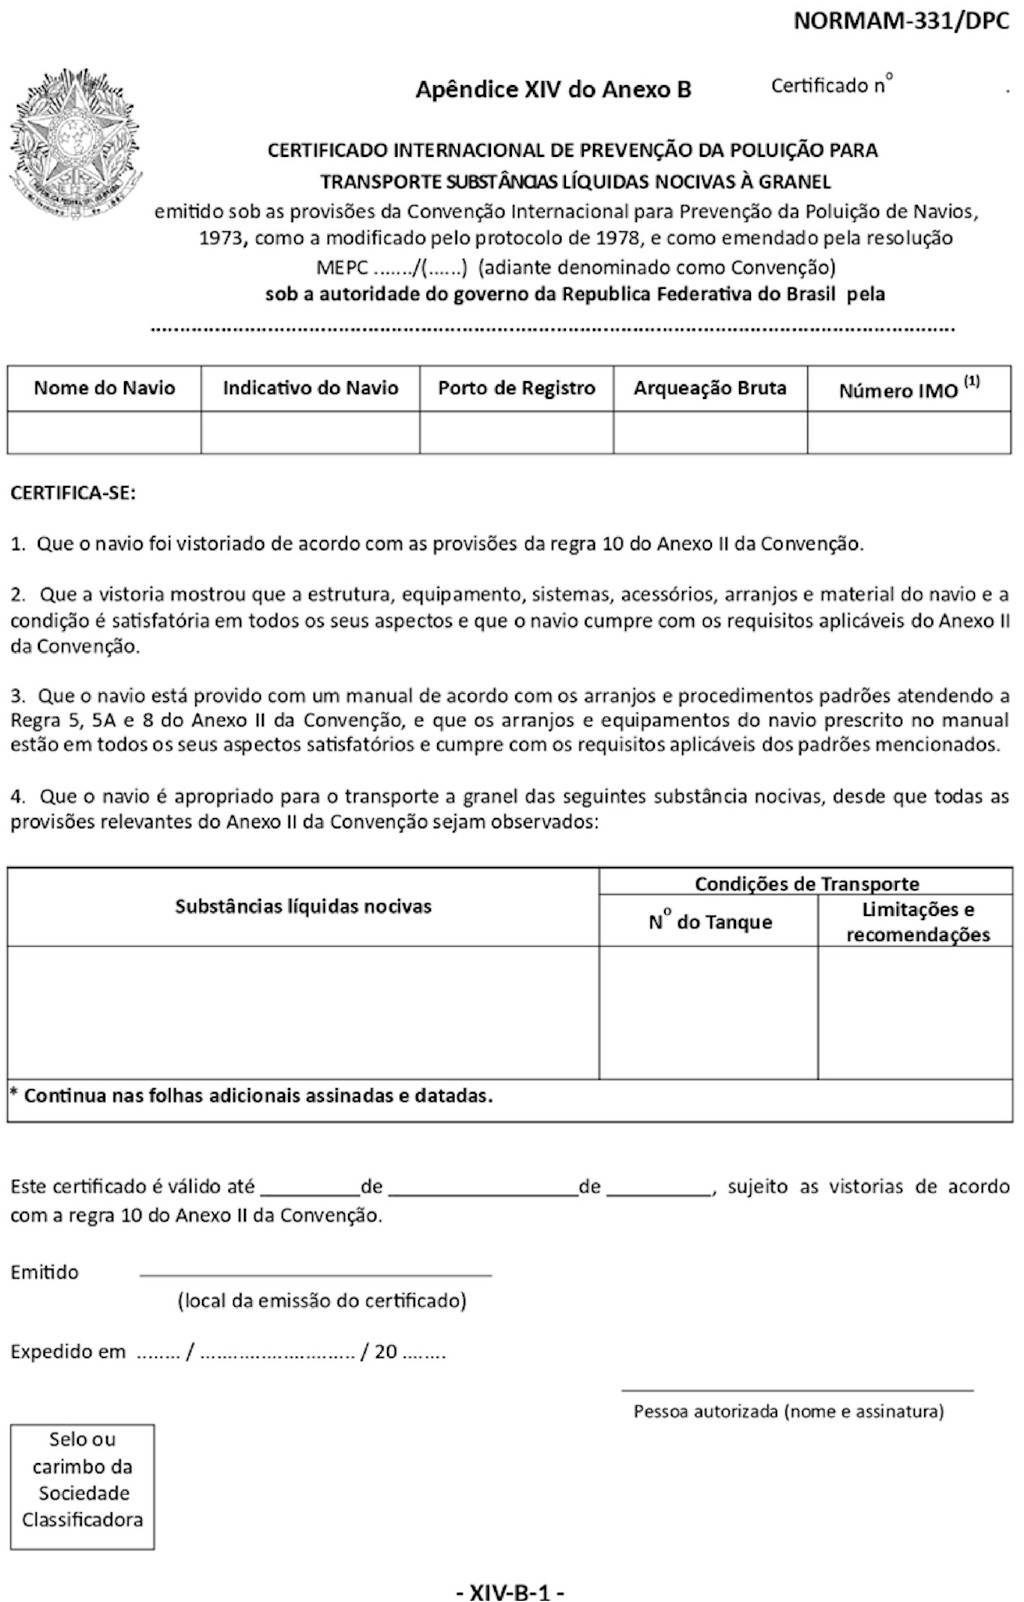 NORMAM-331/DPC
Apêndice XIV do Anexo B
Certificado nº .
CERTIFICADO INTERNACIONAL DE PREVENÇÃO DA POLUIÇÃO PARA
TRANSPORTE SUBSTÂNCIAS LÍQUIDAS NOCIVAS À GRANEL
emitido sob as provisões da Convenção Internacional para Prevenção da Poluição de Navios,
1973, como a modificado pelo protocolo de 1978, e como emendado pela resolução
MEPC ......./(......) (adiante denominado como Convenção)
sob a autoridade do governo da Republica Federativa do Brasil pela
..........................................................................................................................................
Nome do Navio Indicativo do Navio Porto de Registro Arqueação Bruta Número IMO (1)
CERTIFICA-SE:
1. Que o navio foi vistoriado de acordo com as provisões da regra 10 do Anexo II da Convenção.
2. Que a vistoria mostrou que a estrutura, equipamento, sistemas, acessórios, arranjos e material do navio e a
condição é satisfatória em todos os seus aspectos e que o navio cumpre com os requisitos aplicáveis do Anexo II
da Convenção.
3. Que o navio está provido com um manual de acordo com os arranjos e procedimentos padrões atendendo a
Regra 5, 5A e 8 do Anexo II da Convenção, e que os arranjos e equipamentos do navio prescrito no manual
estão em todos os seus aspectos satisfatórios e cumpre com os requisitos aplicáveis dos padrões mencionados.
4. Que o navio é apropriado para o transporte a granel das seguintes substância nocivas, desde que todas as
provisões relevantes do Anexo II da Convenção sejam observados:
Substâncias líquidas nocivas
Condições de Transporte
Nº do Tanque
Limitações e
recomendações
* Continua nas folhas adicionais assinadas e datadas.
Este certificado é válido até __________de ___________________de __________, sujeito as vistorias de acordo
com a regra 10 do Anexo II da Convenção.
Emitido ___________________________________
(local da emissão do certificado)
Expedido em ........ / ............................ / 20 ........
Pessoa autorizada (nome e assinatura)
Selo ou
carimbo da
Sociedade
Classificadora
- XIV-B-1 -